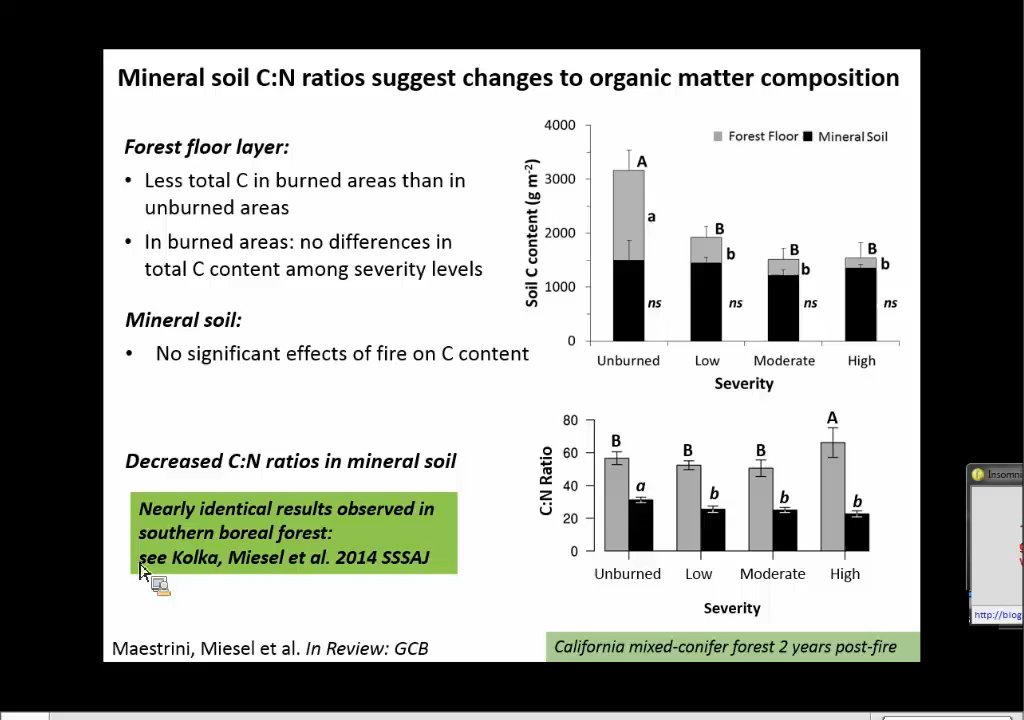 Mineral soil C:N ratios suggest changes to organic matter composition
Forest floor layer:
• Less total C in burned areas than in
unburned areas
• In burned areas: no differences in
total C content among severity levels
Mineral soil:
• No significant effects of fire on C content
Decreased C:N ratios in mineral soil
Nearly identical results observed in
southern boreal forest:
see Kolka, Miesel et al. 2014 SSSAJ
Maestrini, Miesel et al. In Review: GCB
Forest Floor Mineral Soil
Soil C content (g m⁻²)
4000
3000
2000
1000
0
A
a
ns
B
b
ns
B
b
ns
B
b
ns
Unburned Low Moderate High
Severity
C:N Ratio
80
60
40
20
0
B a B b B b A b
Unburned Low Moderate High
Severity
California mixed-conifer forest 2 years post-fire
http://blog